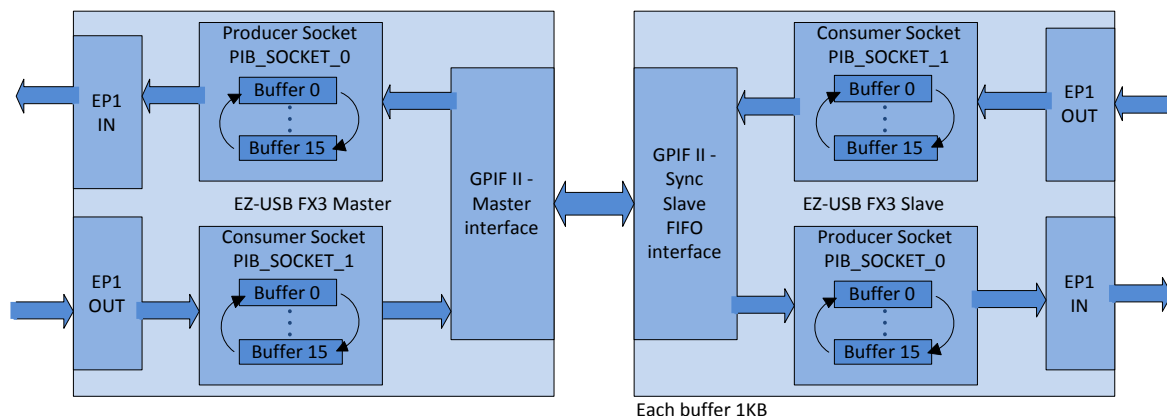 Producer Socket
PIB_SOCKET_0
Buffer 0
Buffer 15
EP1
IN
EZ-USB FX3 Master
Consumer Socket
PIB_SOCKET_1
Buffer 0
Buffer 15
EP1
OUT
GPIF II -
Master
interface
GPIF II -
Sync
Slave
FIFO
interface
Consumer Socket
PIB_SOCKET_1
Buffer 0
Buffer 15
EP1
OUT
EZ-USB FX3 Slave
Producer Socket
PIB_SOCKET_0
Buffer 0
Buffer 15
EP1
IN
Each buffer 1KB